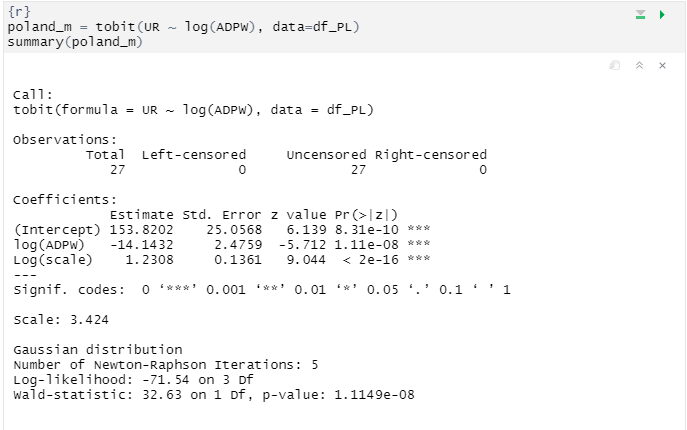 {r}
poland_m = tobit(UR ~ log(ADPW), data=df_PL)
summary(poland_m)
Call:
tobit(formula = UR ~ log(ADPW), data = df_PL)
Observations:
Total Left-censored Uncensored Right-censored
27 0 27 0
Coefficients:
Estimate Std. Error z value Pr(>|z|)
(Intercept) 153.8202 25.0568 6.139 8.31e-10 ***
log(ADPW) -14.1432 2.4759 -5.712 1.11e-08 ***
Log(scale) 1.2308 0.1361 9.044 < 2e-16 ***
---
Signif. codes: 0 ‘***’ 0.001 ‘**’ 0.01 ‘*’ 0.05 ‘.’ 0.1 ‘ ’ 1
Scale: 3.424
Gaussian distribution
Number of Newton-Raphson Iterations: 5
Log-likelihood: -71.54 on 3 Df
Wald-statistic: 32.63 on 1 Df, p-value: 1.1149e-08